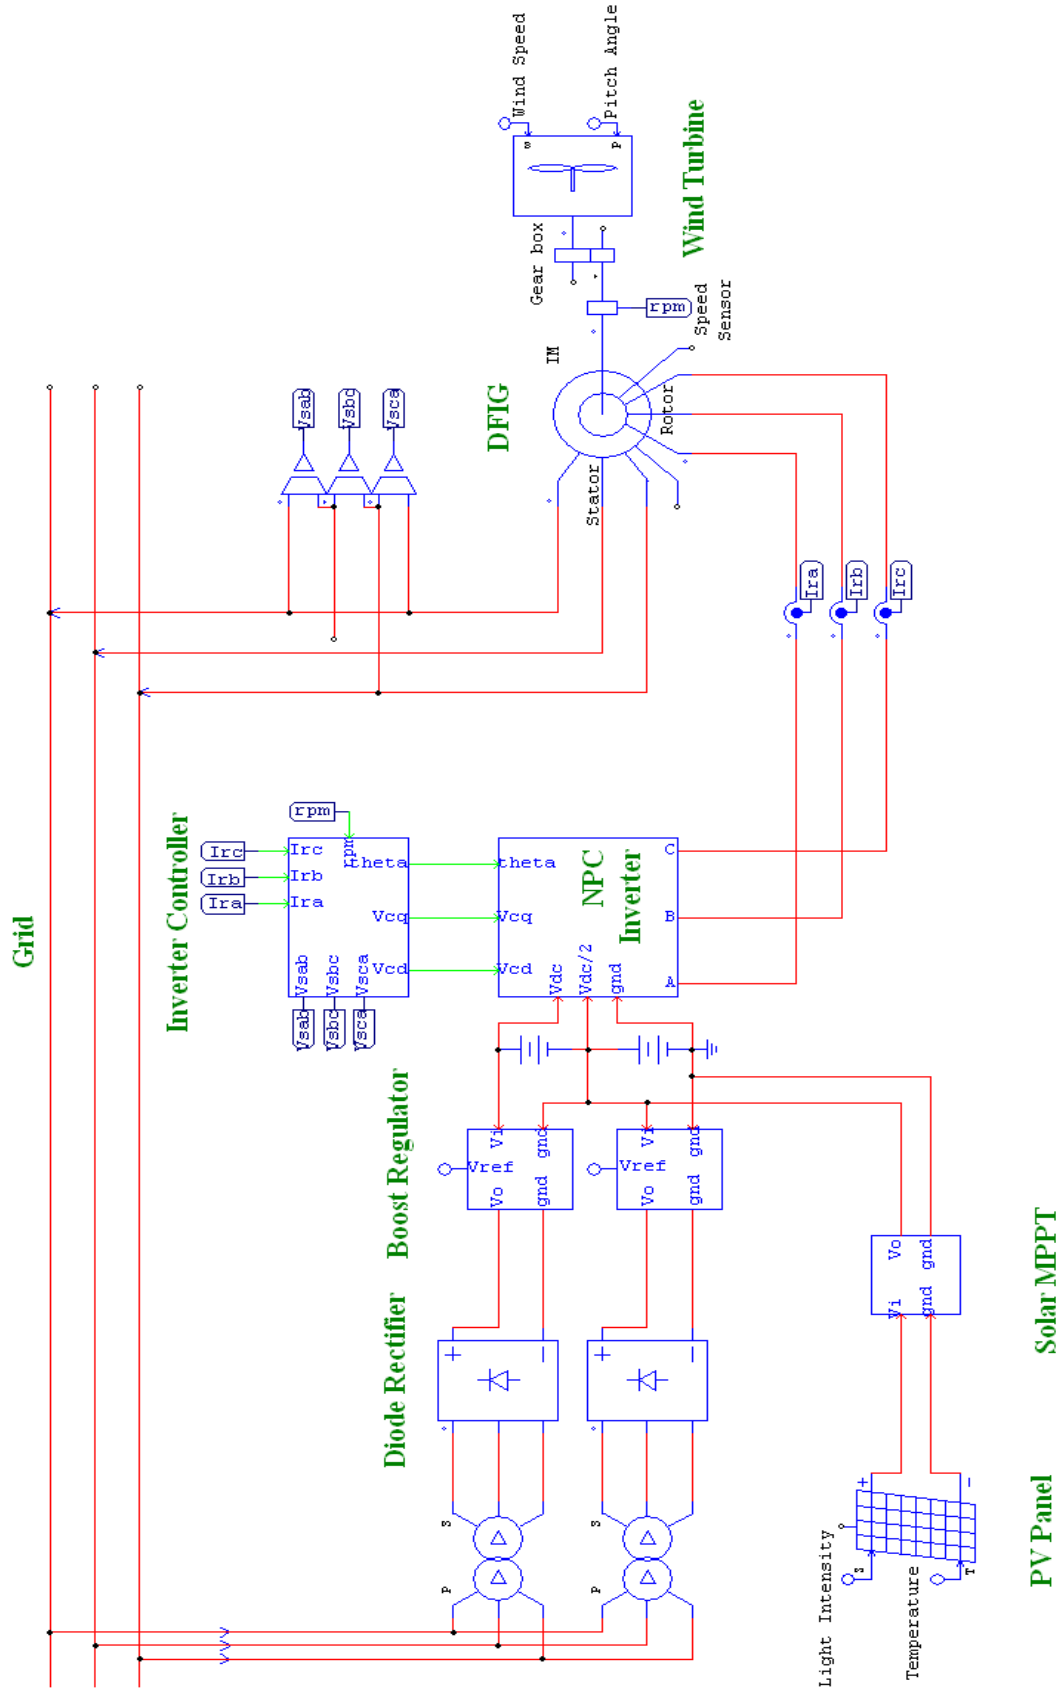 Grid
Inverter Controller
Irc
Irb
Ira
rpm
Irc
Irb
Ira
rpm
theta
Vcq
Vcd
Vsab
Vsbc
Vsca
Vsab
Vsbc
Vsca
theta
Vcq
Vcd
NPC
Inverter
Vdc
Vdc/2
gnd
C
B
A
Vsab
Vsbc
Vsca
DFIG
IM
Stator
Rotor
Speed
Sensor
rpm
Gear box
Wind Turbine
Wind Speed
Pitch Angle
w
P
Ira
Irb
Irc
Boost Regulator
Vi
gnd
Vref
Vo
gnd
Vi
gnd
Vref
Vo
gnd
Diode Rectifier
+
-
+
-
S
P
S
P
Solar MPPT
Vo
gnd
Vi
gnd
PV Panel
+
-
S
T
Light Intensity
Temperature